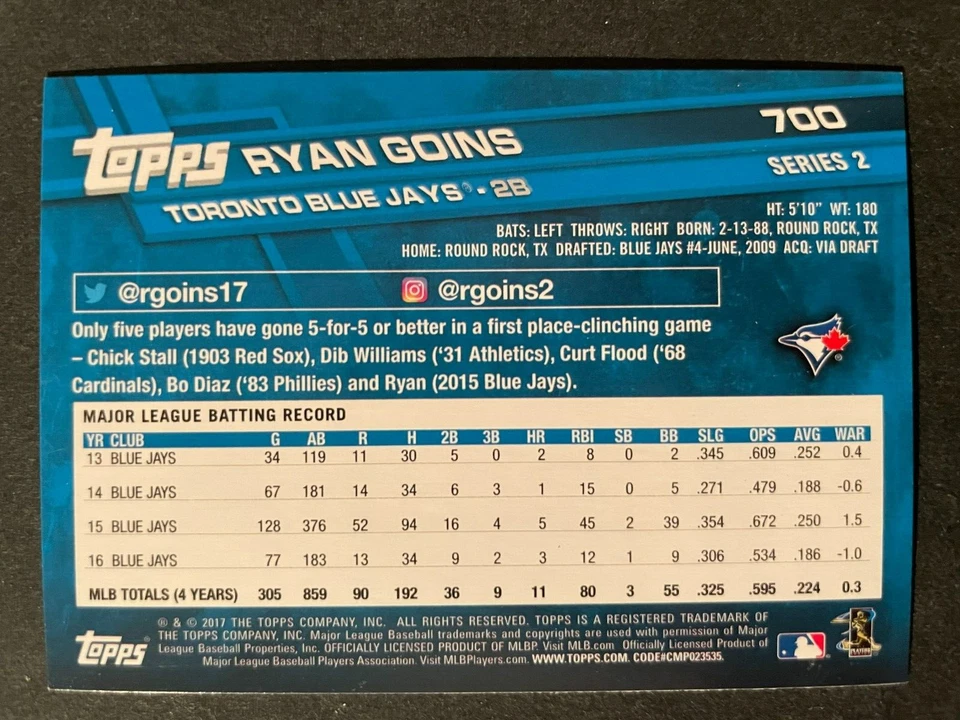 Topps RYAN GOINS 700
TORONTO BLUE JAYS® - 2B SERIES 2
HT: 5'10" WT: 180
BATS: LEFT THROWS: RIGHT BORN: 2-13-88, ROUND ROCK, TX
HOME: ROUND ROCK, TX DRAFTED: BLUE JAYS #4-JUNE, 2009 ACQ: VIA DRAFT
@rgoins17 @rgoins2
Only five players have gone 5-for-5 or better in a first place-clinching game
– Chick Stall (1903 Red Sox), Dib Williams ('31 Athletics), Curt Flood ('68
Cardinals), Bo Diaz ('83 Phillies) and Ryan (2015 Blue Jays).
MAJOR LEAGUE BATTING RECORD
YR CLUB G AB R H 2B 3B HR RBI SB BB SLG OPS AVG WAR
13 BLUE JAYS 34 119 11 30 5 0 2 8 0 2 .345 .609 .252 0.4
14 BLUE JAYS 67 181 14 34 6 3 1 15 0 5 .271 .479 .188 -0.6
15 BLUE JAYS 128 376 52 94 16 4 5 45 2 39 .354 .672 .250 1.5
16 BLUE JAYS 77 183 13 34 9 2 3 12 1 9 .306 .534 .186 -1.0
MLB TOTALS (4 YEARS) 305 859 90 192 36 9 11 80 3 55 .325 .595 .224 0.3
® & © 2017 THE TOPPS COMPANY, INC. ALL RIGHTS RESERVED. TOPPS IS A REGISTERED TRADEMARK OF
THE TOPPS COMPANY, INC. Major League Baseball trademarks and copyrights are used with permission of Major
League Baseball Properties, Inc. OFFICIALLY LICENSED PRODUCT OF MLBP. Visit MLB.com Officially Licensed Product of
Major League Baseball Players Association. Visit MLBPlayers.com. WWW.TOPPS.COM. CODE#CMP023535.
Topps®